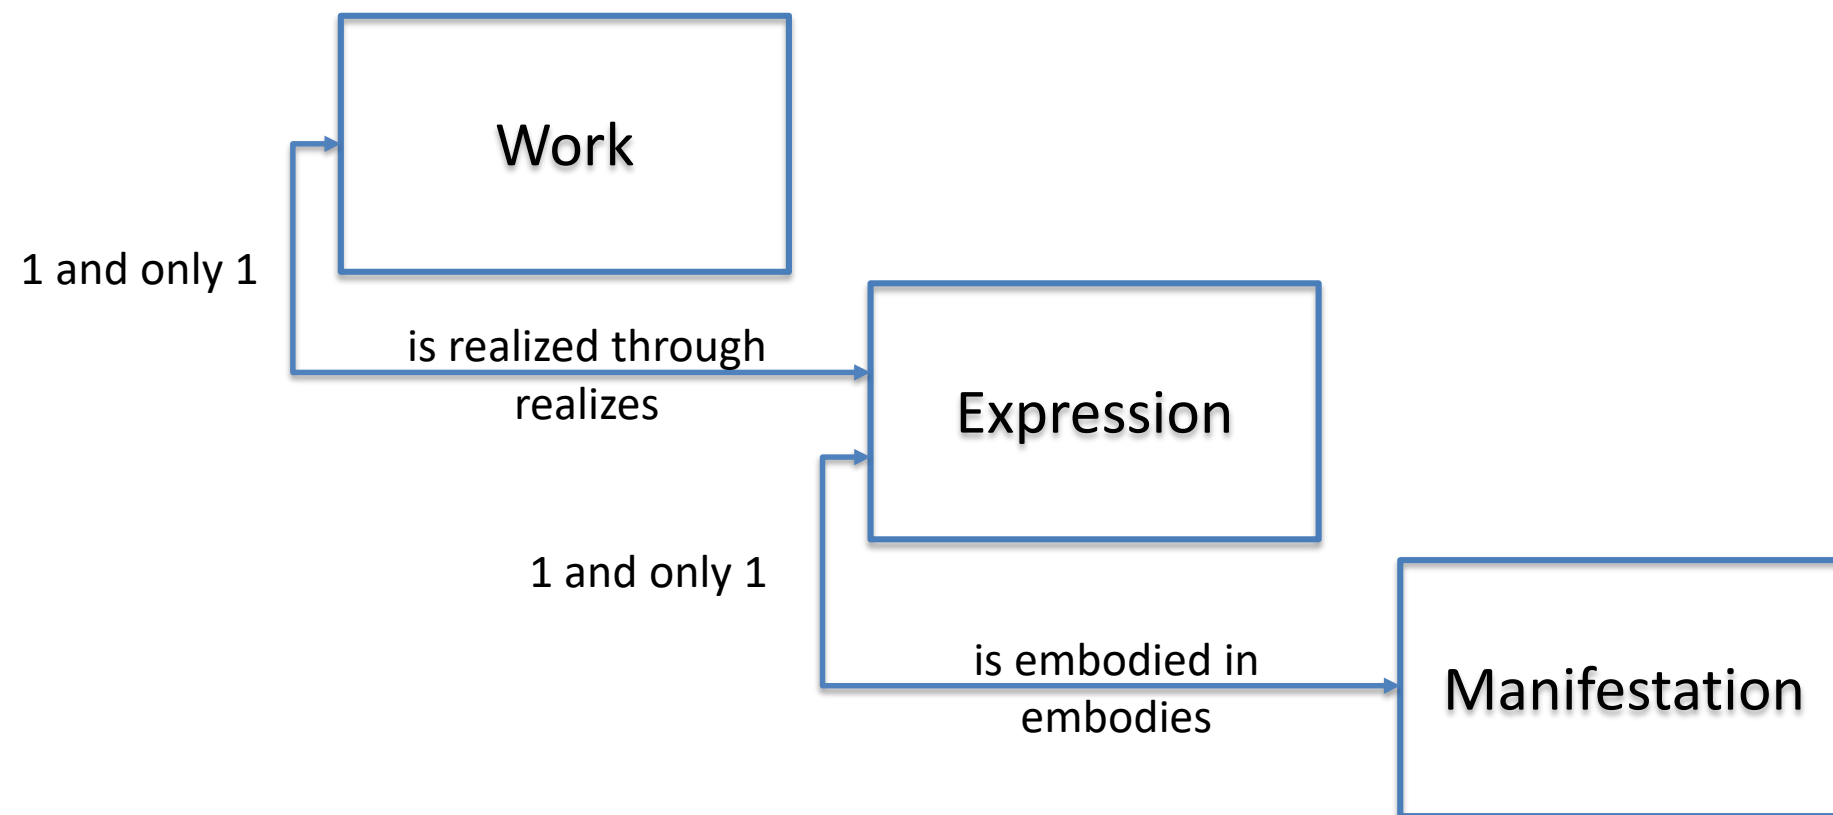 Work
1 and only 1
is realized through
realizes
Expression
1 and only 1
is embodied in
embodies
Manifestation